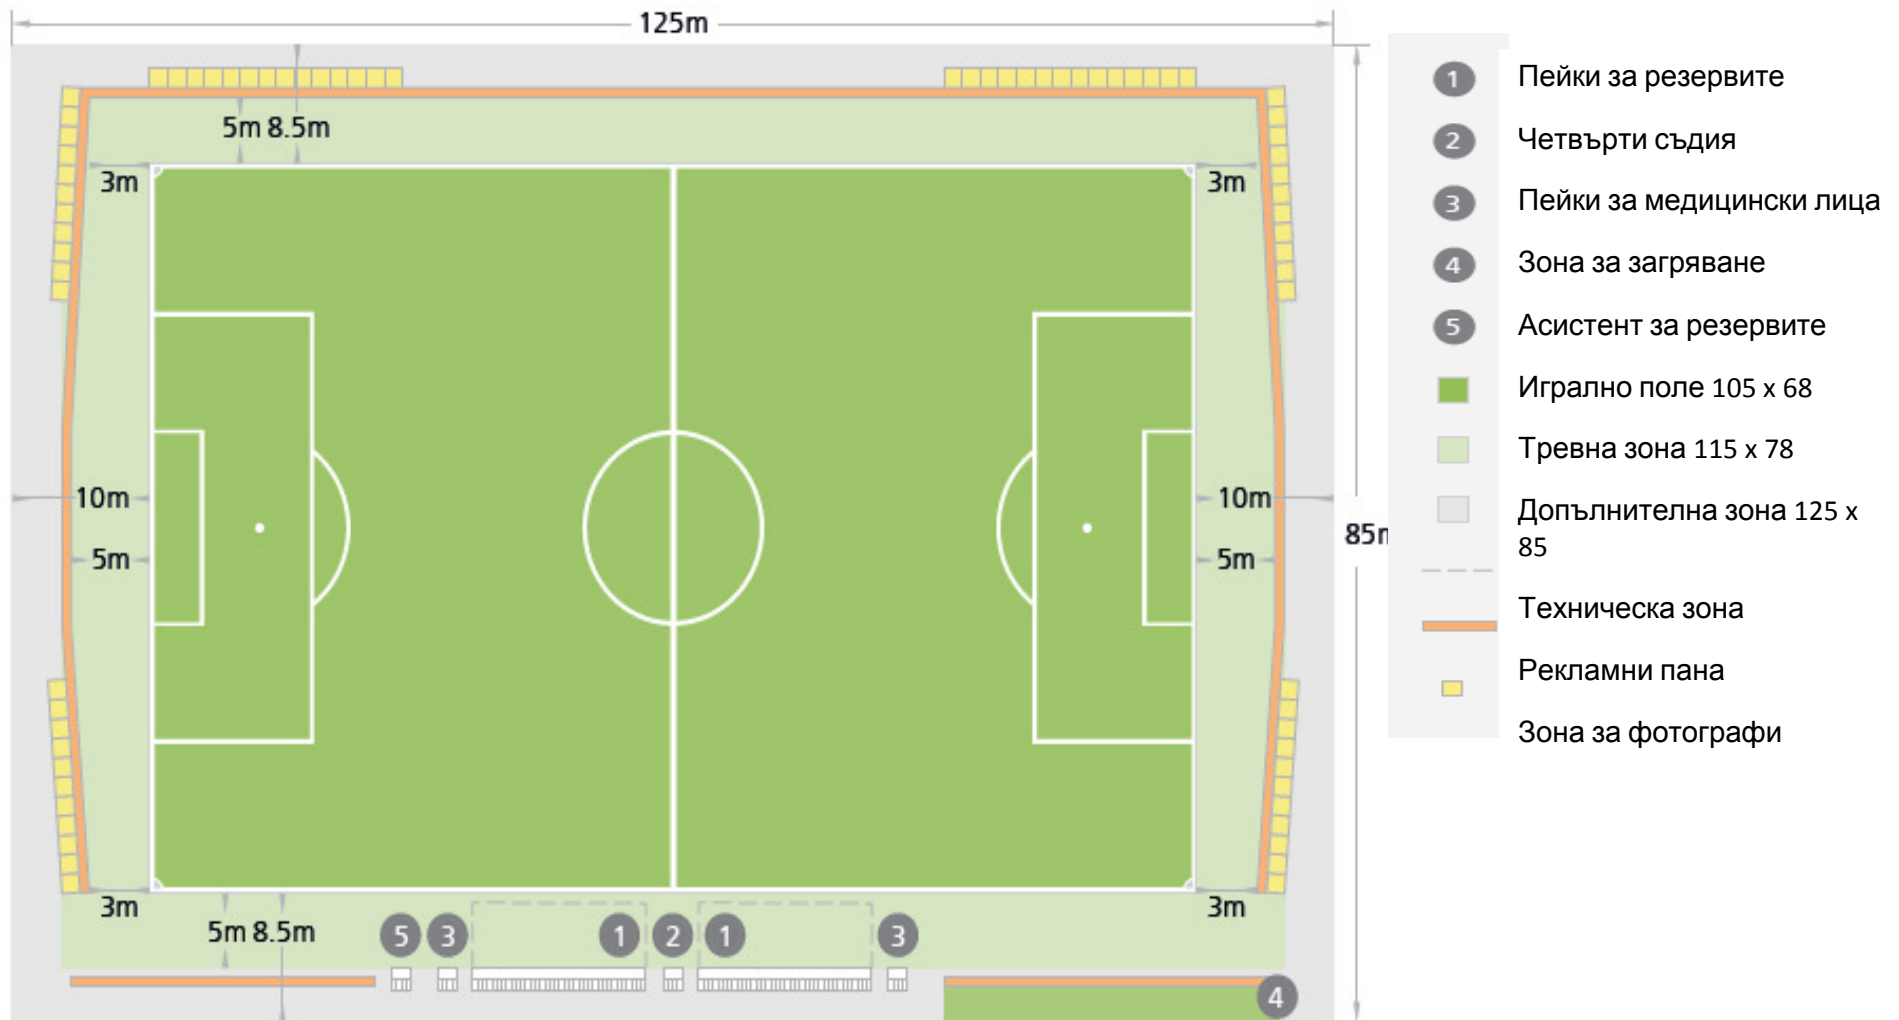 125m
5m 8.5m
3m
3m
10m
10m
5m
5m
3m
3m
5m 8.5m
5
3
1
2
1
3
4
85m
1 Пейки за резервите
2 Четвърти съдия
3 Пейки за медицински лица
4 Зона за загряване
5 Асистент за резервите
Игрално поле 105 x 68
Тревна зона 115 x 78
Допълнителна зона 125 x
85
Техническа зона
Рекламни пана
Зона за фотографи